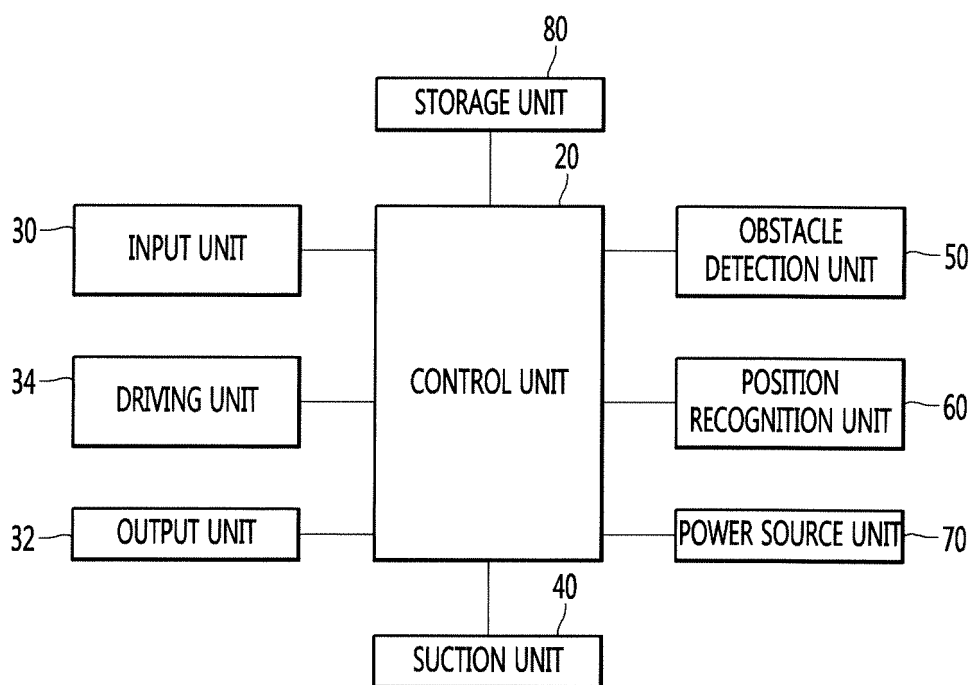 80
STORAGE UNIT
20
30
INPUT UNIT
OBSTACLE
DETECTION UNIT
50
34
DRIVING UNIT
CONTROL UNIT
POSITION
RECOGNITION UNIT
60
32
OUTPUT UNIT
POWER SOURCE UNIT
70
40
SUCTION UNIT